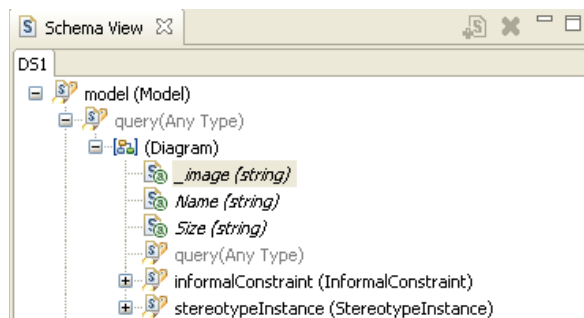 Schema View
DS1
model (Model)
query(Any Type)
(Diagram)
_image (string)
Name (string)
Size (string)
query(Any Type)
informalConstraint (InformalConstraint)
stereotypeInstance (StereotypeInstance)